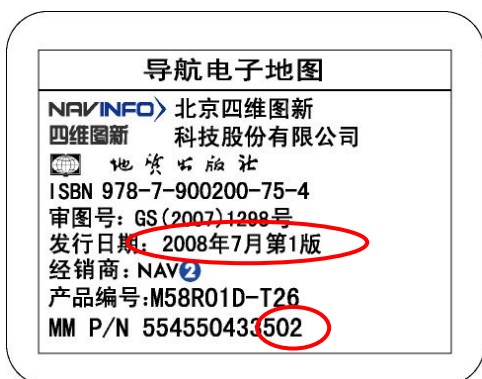 导航电子地图
NAVINFO 北京四维图新
四维图新 科技股份有限公司
地质出版社
ISBN 978-7-900200-75-4
审图号：GS(2007)1298号
发行日期：2008年7月第1版
经销商：NAV2
产品编号:M58R01D-T26
MM P/N 554550433502